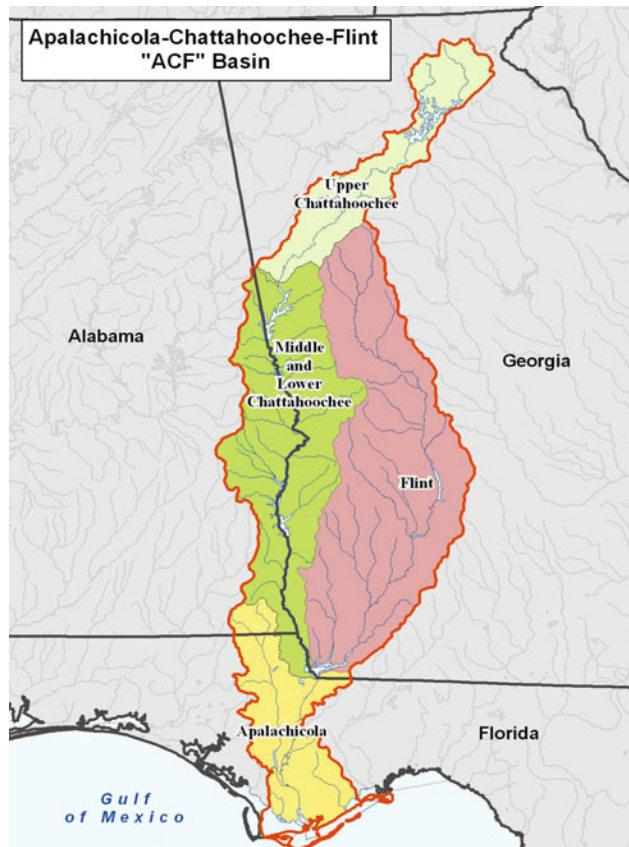 Apalachicola-Chattahoochee-Flint
"ACF" Basin
Upper
Chattahoochee
Alabama
Middle
and
Lower
Chattahoochee
Georgia
Flint
Apalachicola
Florida
Gulf
of Mexico